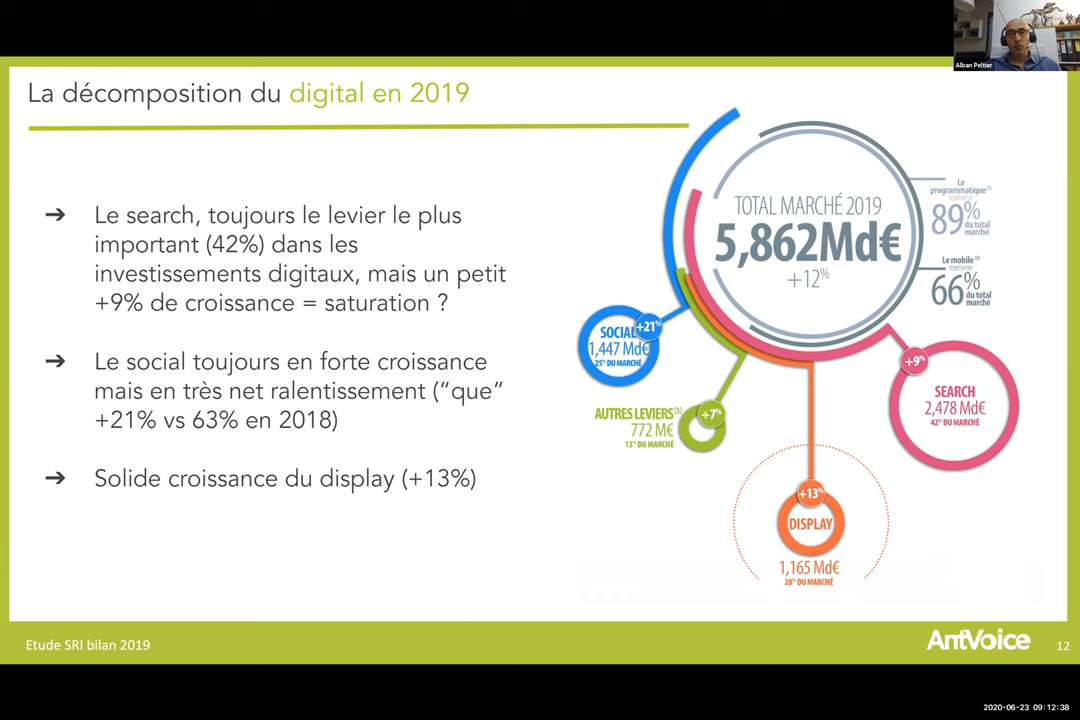 Alban Peltier
La décomposition du digital en 2019
➔ Le search, toujours le levier le plus
important (42%) dans les
investissements digitaux, mais un petit
+9% de croissance = saturation ?
➔ Le social toujours en forte croissance
mais en très net ralentissement (“que”
+21% vs 63% en 2018)
➔ Solide croissance du display (+13%)
TOTAL MARCHÉ 2019
5,862Md€
+12%
Le
programmatique (1)
représente
89%
du total
marché
Le mobile (2)
représente
66%
du total
marché
+21%
SOCIAL
1,447 Md€
25% DU MARCHÉ
+9%
SEARCH
2,478 Md€
42% DU MARCHÉ
AUTRES LEVIERS(3)
772 M€
13% DU MARCHÉ
+7%
+13%
DISPLAY
1,165 Md€
20% DU MARCHÉ
Etude SRI bilan 2019
AntVoice
12
2020-06-23 09:12:38